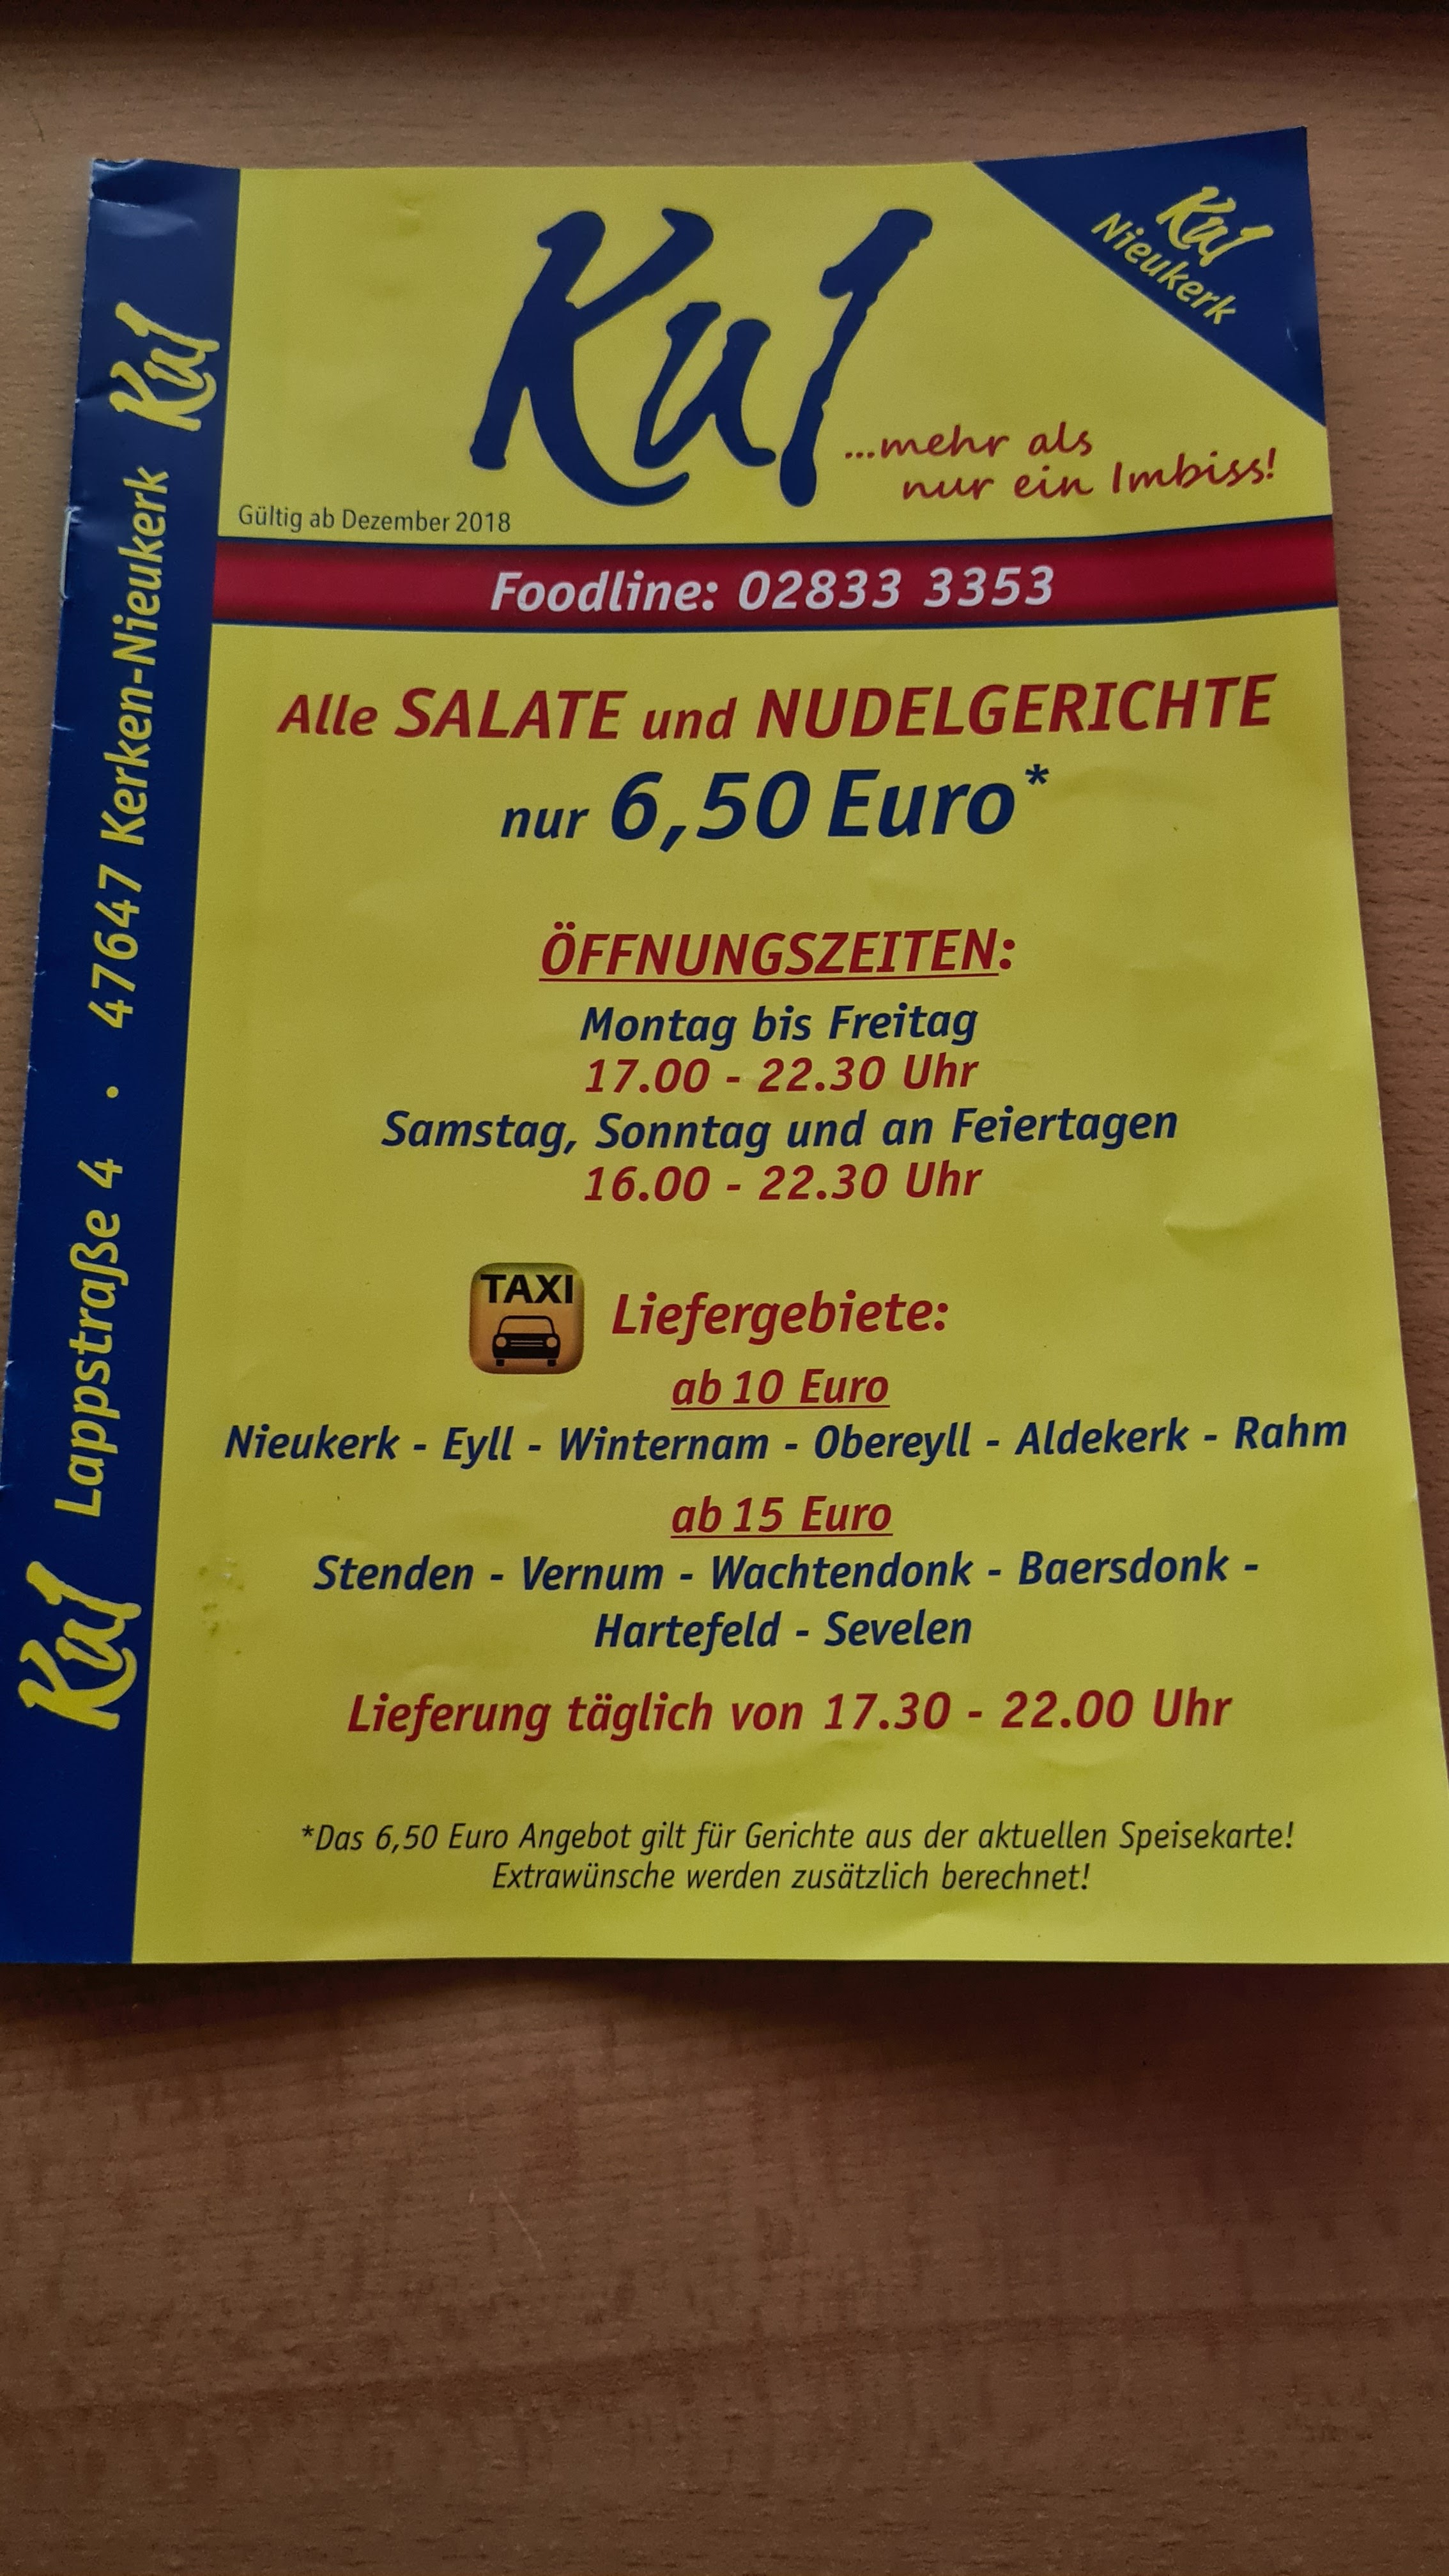 Ku1
Nieukerk
Ku1
...mehr als
nur ein Imbiss!
Gültig ab Dezember 2018
Foodline: 02833 3353
Alle SALATE und NUDELGERICHTE
nur 6,50 Euro*
ÖFFNUNGSZEITEN:
Montag bis Freitag
17.00 - 22.30 Uhr
Samstag, Sonntag und an Feiertagen
16.00 - 22.30 Uhr
TAXI
Liefergebiete:
ab 10 Euro
Nieukerk - Eyll - Winternam - Obereyll - Aldekerk - Rahm
ab 15 Euro
Stenden - Vernum - Wachtendonk - Baersdonk -
Hartefeld - Sevelen
Lieferung täglich von 17.30 - 22.00 Uhr
*Das 6,50 Euro Angebot gilt für Gerichte aus der aktuellen Speisekarte!
Extrawünsche werden zusätzlich berechnet!
Ku1 Lappstraße 4 • 47647 Kerken-Nieukerk Ku1